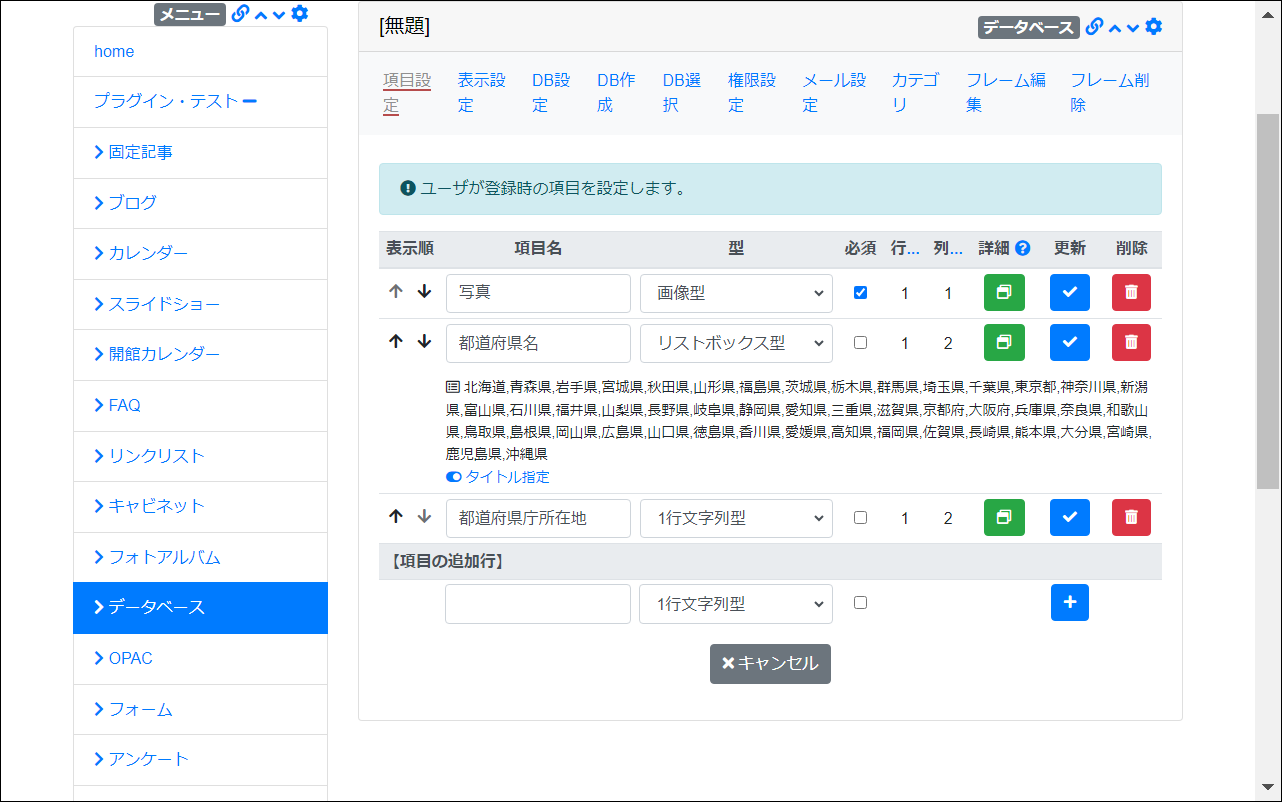 メニュー
home
プラグイン・テスト
固定記事
ブログ
カレンダー
スライドショー
開館カレンダー
FAQ
リンクリスト
キャビネット
フォトアルバム
データベース
OPAC
フォーム
アンケート
[無題]
データベース
項目設
定
表示設
定
DB設
定
DB作
成
DB選
択
権限設
定
メール設
定
カテゴ
リ
フレーム編
集
フレーム削
除
ユーザが登録時の項目を設定します。
表示順 項目名 型 必須 行... 列... 詳細 更新 削除
写真 画像型 1 1
都道府県名 リストボックス型 1 2
北海道,青森県,岩手県,宮城県,秋田県,山形県,福島県,茨城県,栃木県,群馬県,埼玉県,千葉県,東京都,神奈川県,新潟
県,富山県,石川県,福井県,山梨県,長野県,岐阜県,静岡県,愛知県,三重県,滋賀県,京都府,大阪府,兵庫県,奈良県,和歌山
県,鳥取県,島根県,岡山県,広島県,山口県,徳島県,香川県,愛媛県,高知県,福岡県,佐賀県,長崎県,熊本県,大分県,宮崎県,
鹿児島県,沖縄県
タイトル指定
都道府県庁所在地 1行文字列型 1 2
【項目の追加行】
1行文字列型
キャンセル